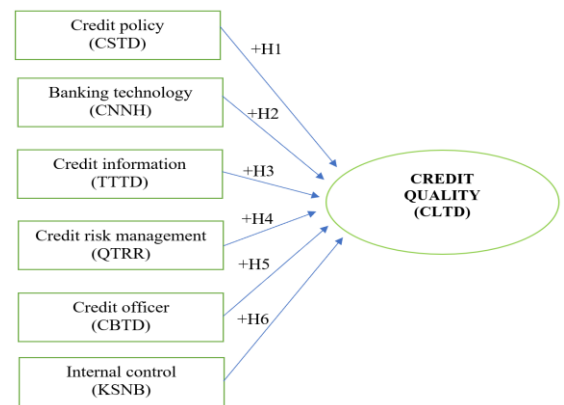 Credit policy
(CSTD)
+H1
Banking technology
(CNNH)
+H2
Credit information
(TTTD)
+H3
CREDIT
QUALITY
(CLTD)
+H4
Credit risk management
(QTRR)
+H5
Credit officer
(CBTD)
+H6
Internal control
(KSNB)